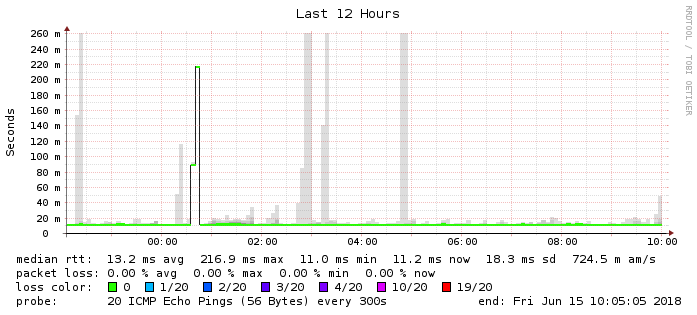 Last 12 Hours
RRDTOOL / TOBI OETIKER
Seconds
260 m
240 m
220 m
200 m
180 m
160 m
140 m
120 m
100 m
80 m
60 m
40 m
20 m
0
00:00 02:00 04:00 06:00 08:00 10:00
median rtt: 13.2 ms avg 216.9 ms max 11.0 ms min 11.2 ms now 18.3 ms sd 724.5 m am/s
packet loss: 0.00 % avg 0.00 % max 0.00 % min 0.00 % now
loss color: 0 1/20 2/20 3/20 4/20 10/20 19/20
probe: 20 ICMP Echo Pings (56 Bytes) every 300s end: Fri Jun 15 10:05:05 2018